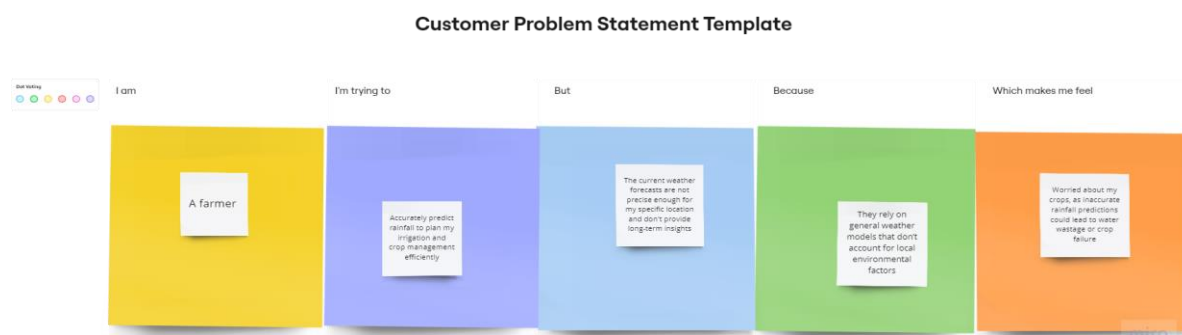 Customer Problem Statement Template
Dot Voting
I am
I'm trying to
But
Because
Which makes me feel
A farmer
Accurately predict
rainfall to plan my
irrigation and
crop management
efficiently
The current weather
forecasts are not
precise enough for
my specific location
and don't provide
long-term insights
They rely on
general weather
models that don't
account for local
environmental
factors
Worried about my
crops, as inaccurate
rainfall predictions
could lead to water
wastage or crop
failure
miro